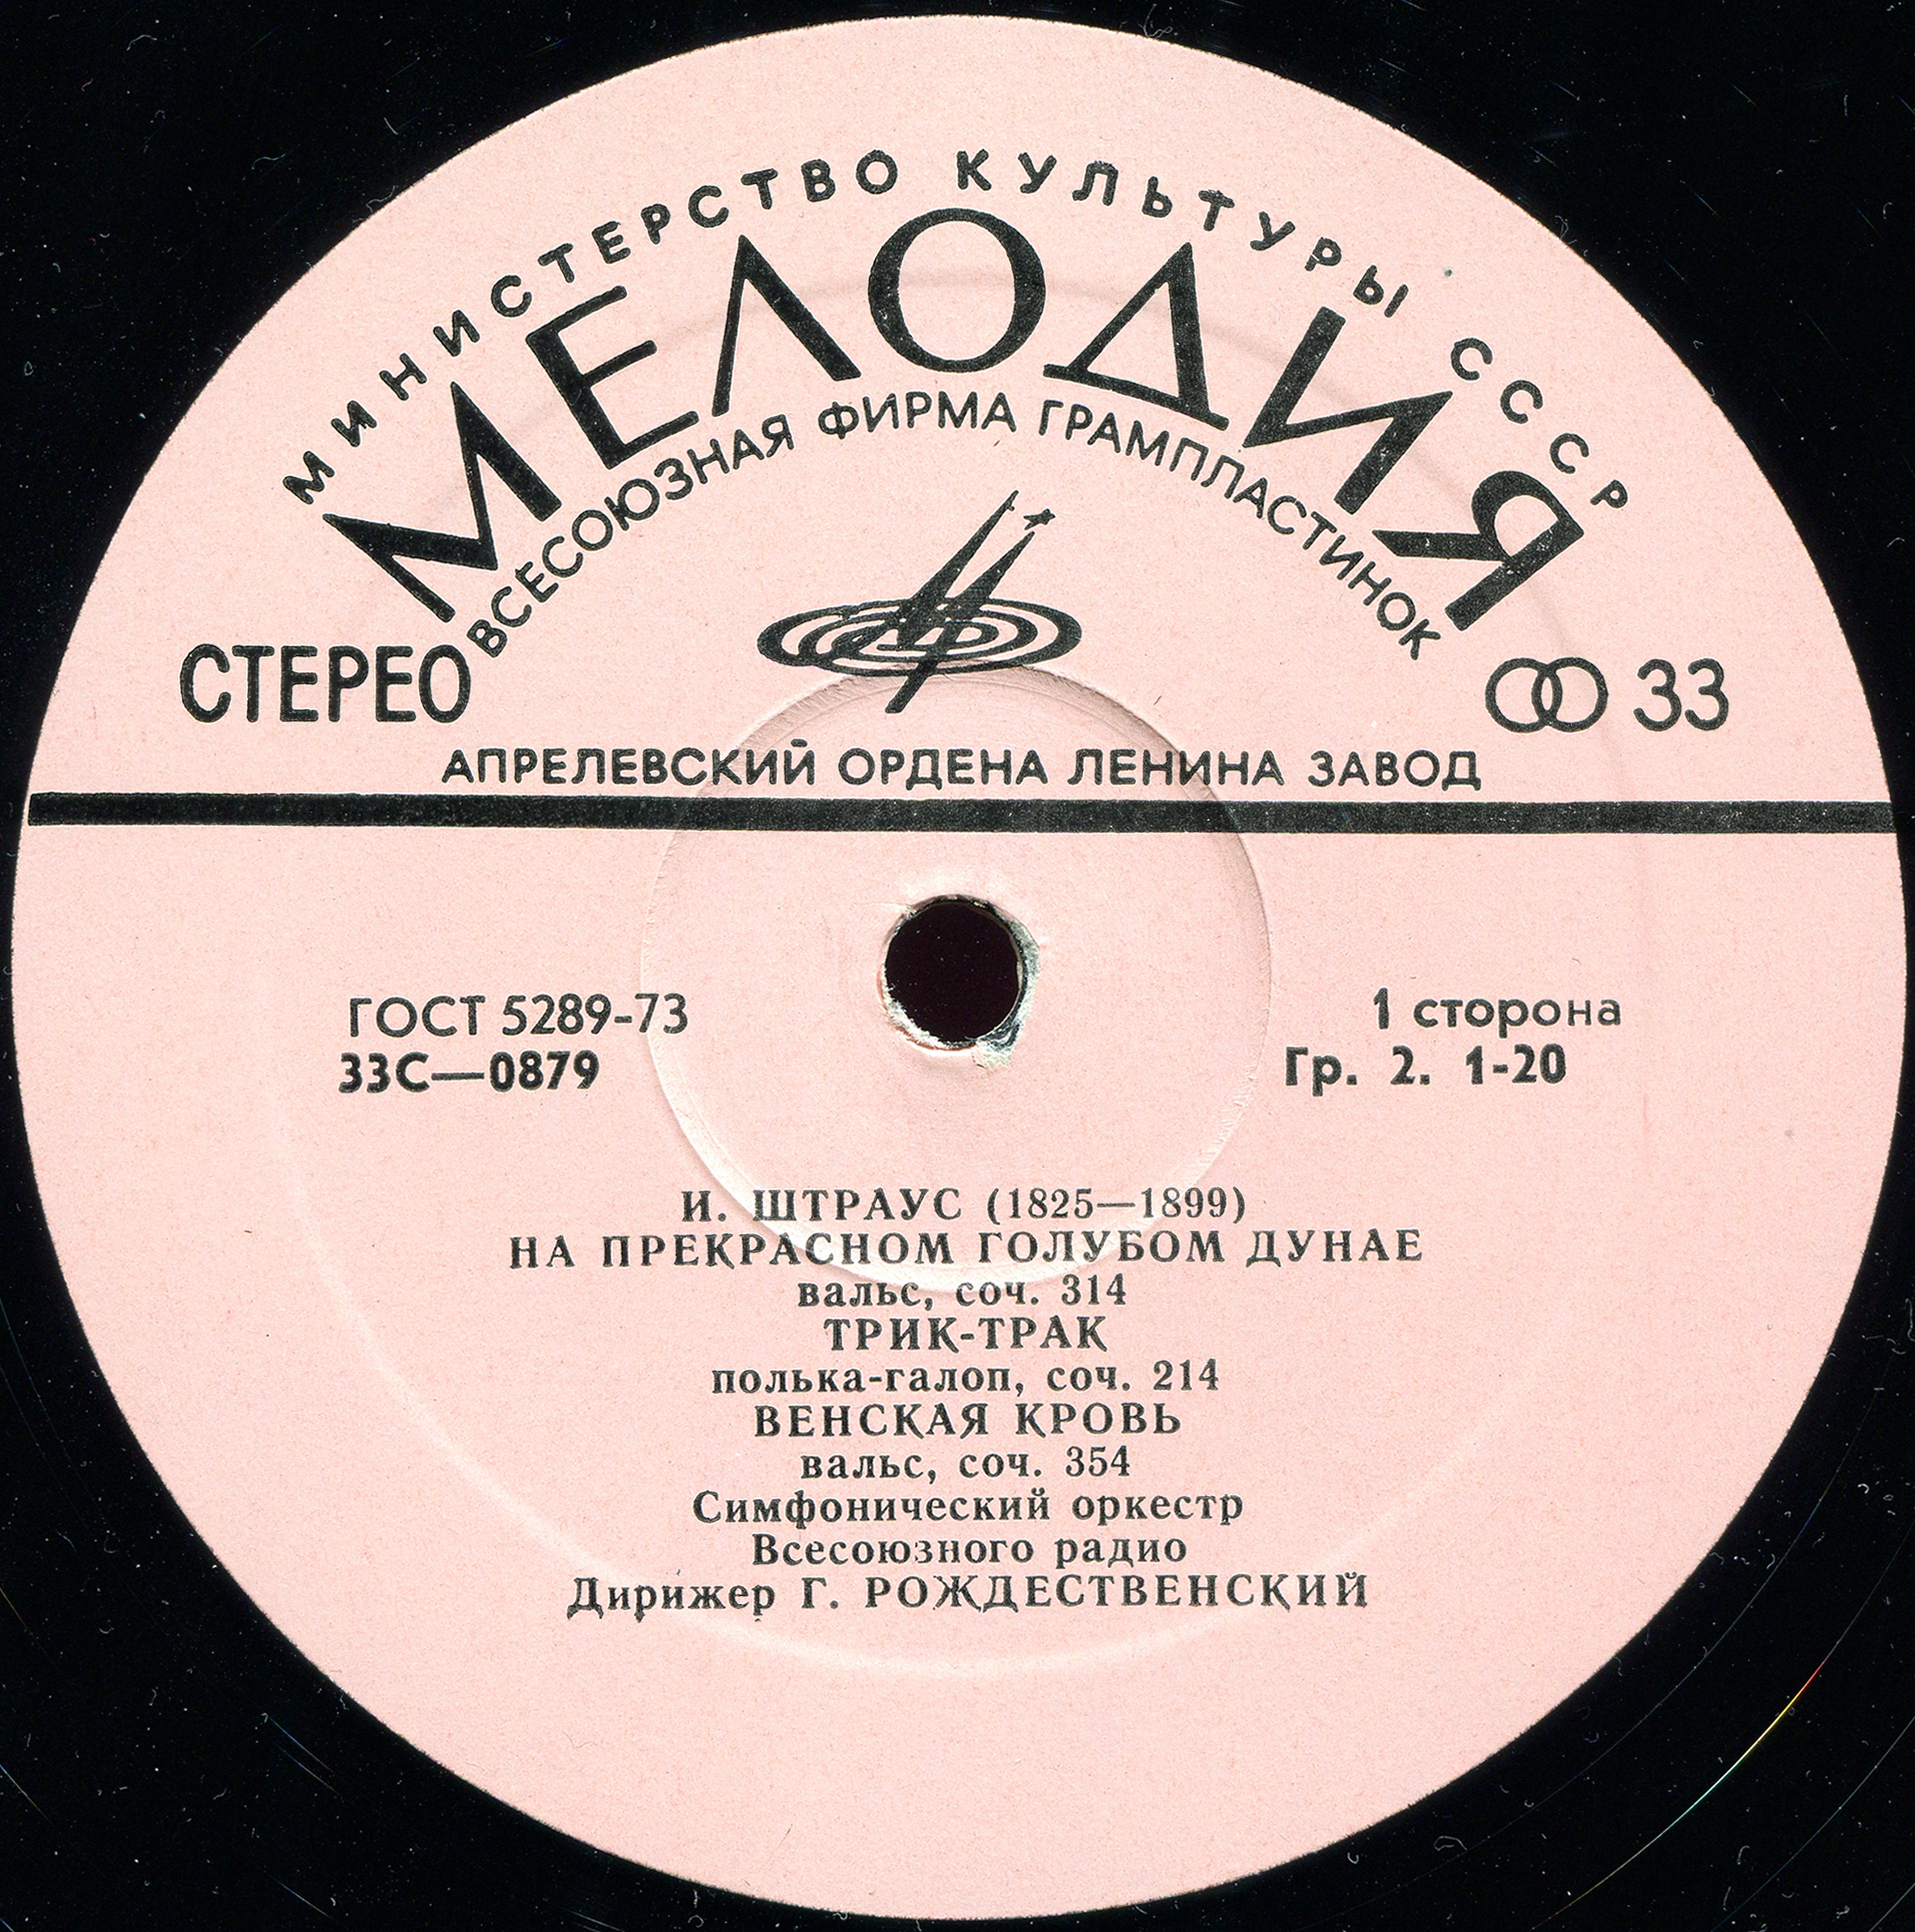 МИНИСТЕРСТВО КУЛЬТУРЫ СССР
МЕЛОДИЯ
ВСЕСОЮЗНАЯ ФИРМА ГРАМПЛАСТИНОК
СТЕРЕО
33
АПРЕЛЕВСКИЙ ОРДЕНА ЛЕНИНА ЗАВОД
ГОСТ 5289-73
33С—0879
1 сторона
Гр. 2. 1-20
И. ШТРАУС (1825—1899)
НА ПРЕКРАСНОМ ГОЛУБОМ ДУНАЕ
вальс, соч. 314
ТРИК-ТРАК
полька-галоп, соч. 214
ВЕНСКАЯ КРОВЬ
вальс, соч. 354
Симфонический оркестр
Всесоюзного радио
Дирижер Г. РОЖДЕСТВЕНСКИЙ